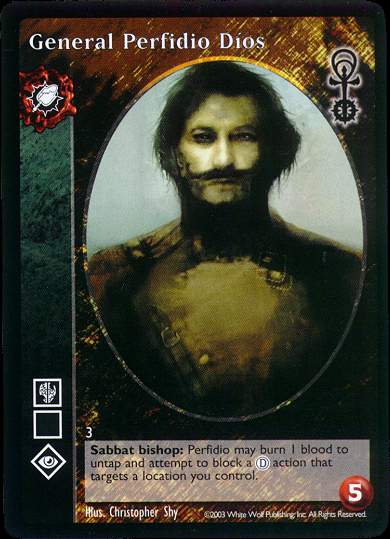 General Perfidio Díos
3
Sabbat bishop: Perfidio may burn 1 blood to
untap and attempt to block a Ⓓ action that
targets a location you control.
5
Illus. Christopher Shy
©2003 White Wolf Publishing, Inc. All Rights Reserved.